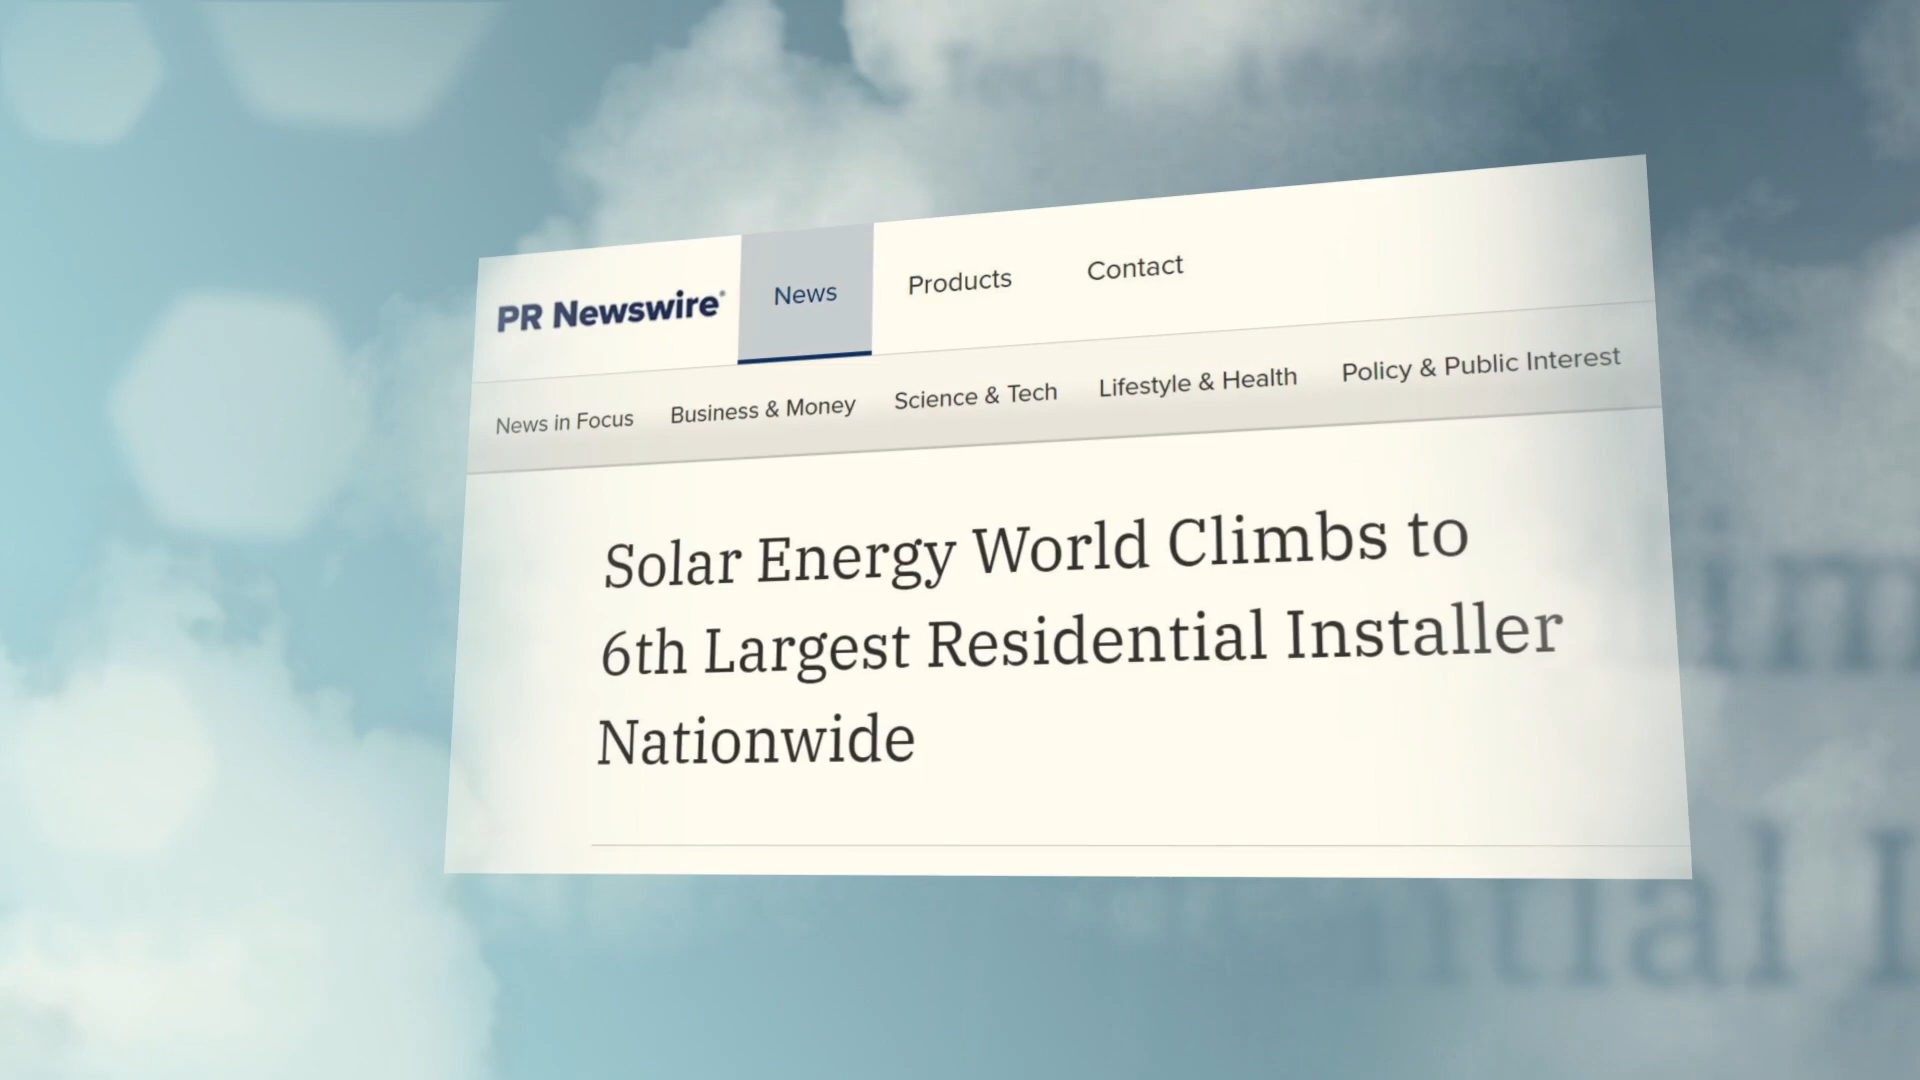 PR Newswire®
News
Products
Contact
News in Focus
Business & Money
Science & Tech
Lifestyle & Health
Policy & Public Interest
Solar Energy World Climbs to
6th Largest Residential Installer
Nationwide